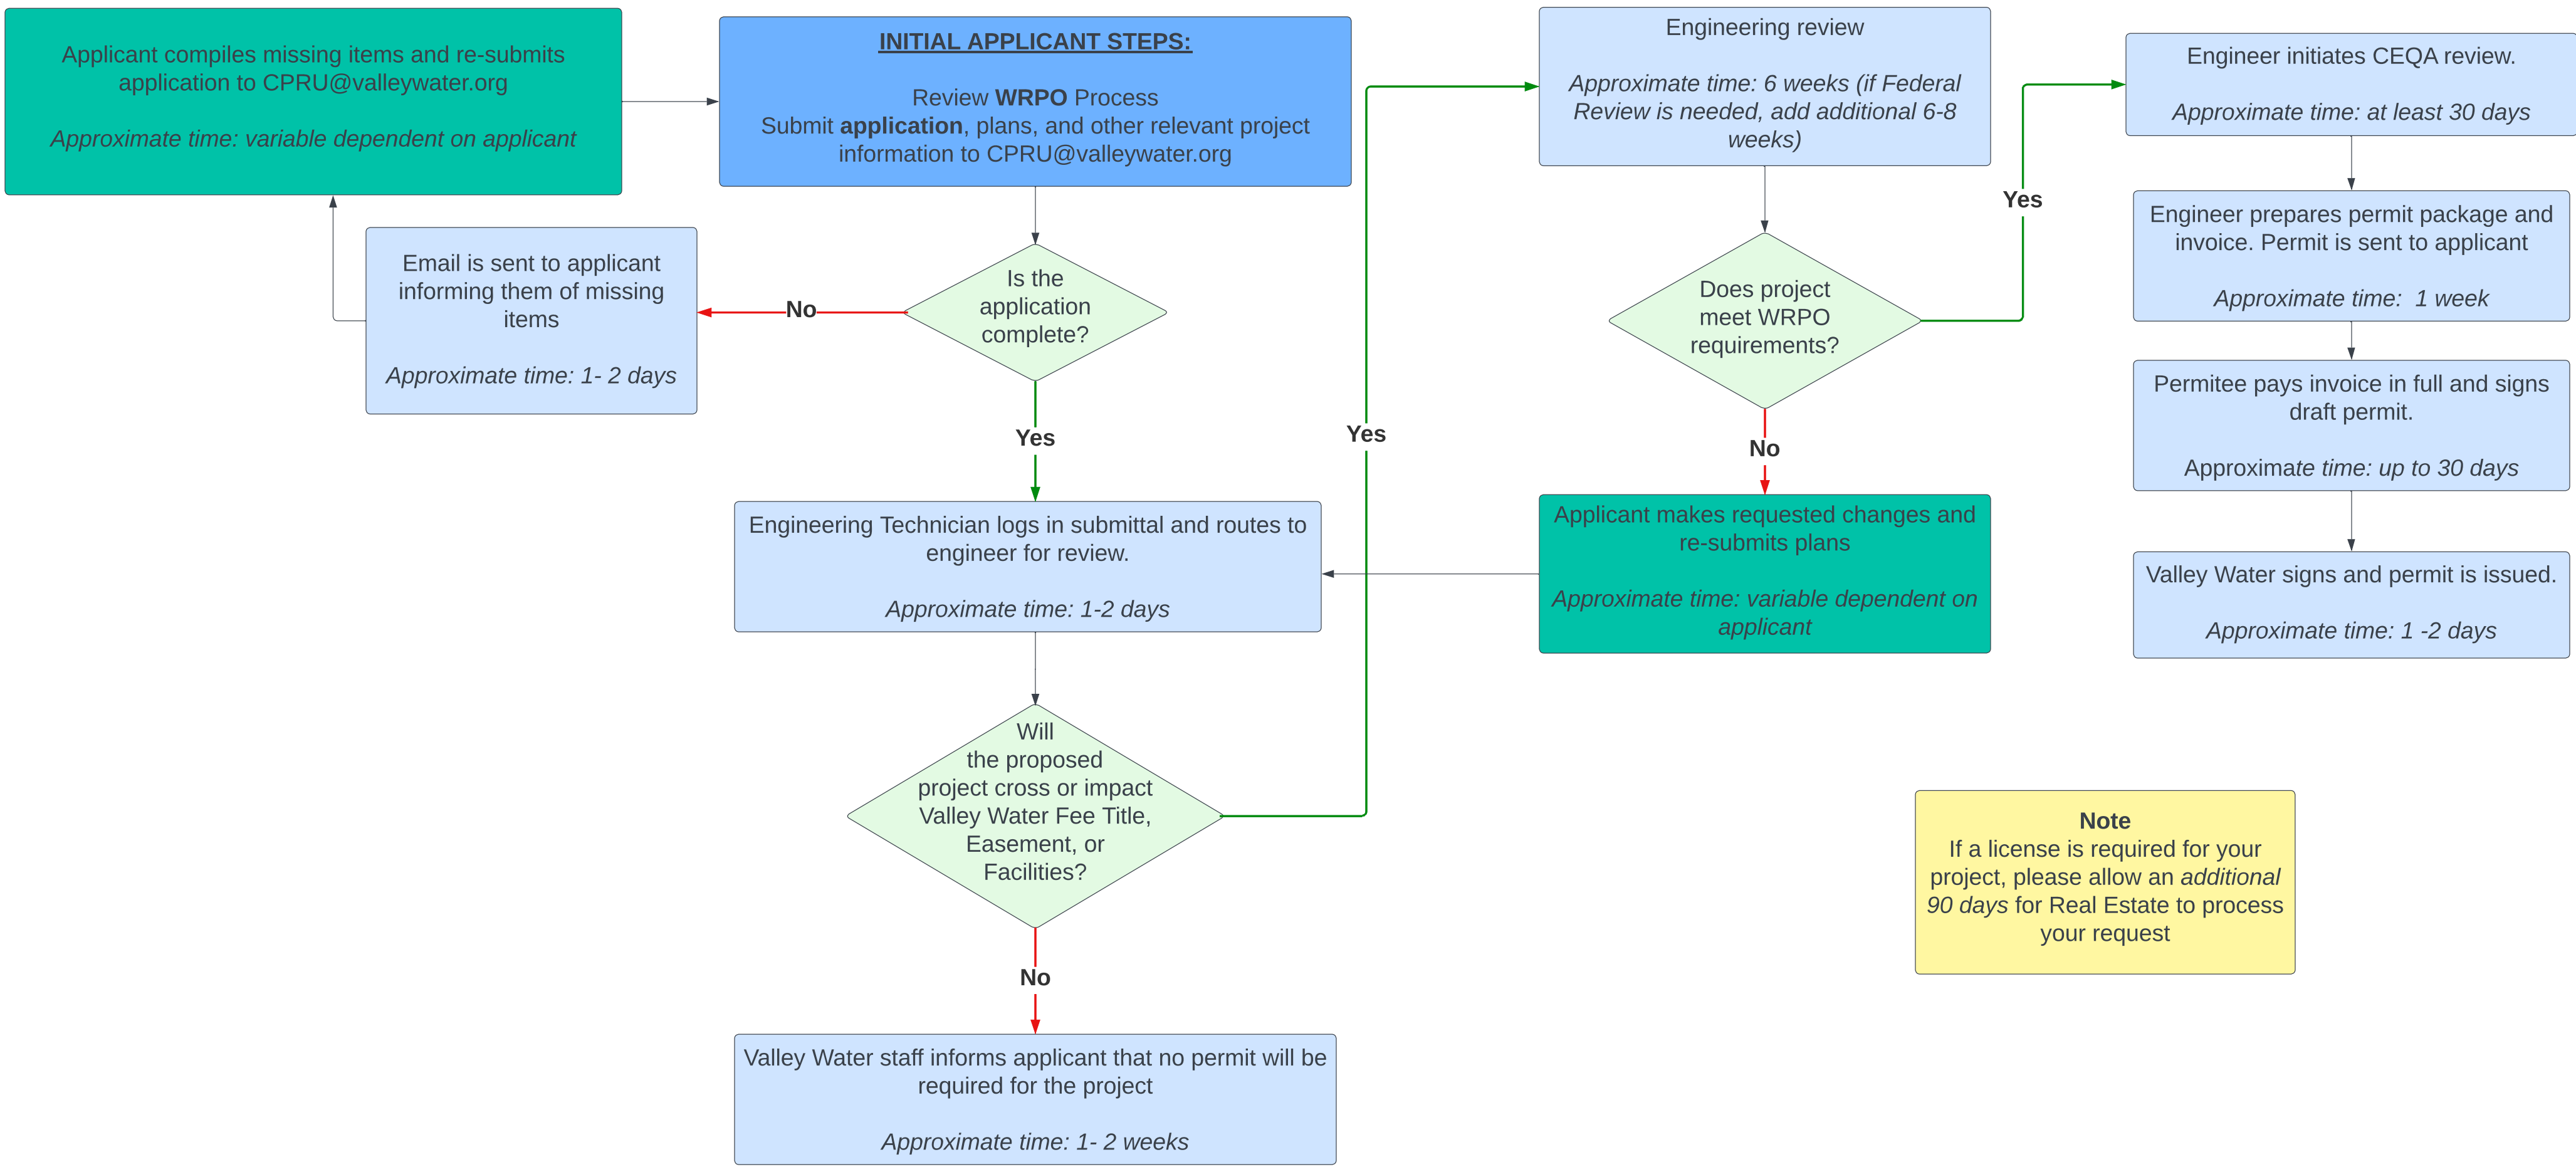 Applicant compiles missing items and re-submits
application to CPRU@valleywater.org
Approximate time: variable dependent on applicant
INITIAL APPLICANT STEPS:
Review WRPO Process
Submit application, plans, and other relevant project
information to CPRU@valleywater.org
Email is sent to applicant
informing them of missing
items
Approximate time: 1- 2 days
No
Is the
application
complete?
Yes
Engineering Technician logs in submittal and routes to
engineer for review.
Approximate time: 1-2 days
Will
the proposed
project cross or impact
Valley Water Fee Title,
Easement, or
Facilities?
No
Valley Water staff informs applicant that no permit will be
required for the project
Approximate time: 1- 2 weeks
Yes
Engineering review
Approximate time: 6 weeks (if Federal
Review is needed, add additional 6-8
weeks)
Does project
meet WRPO
requirements?
No
Applicant makes requested changes and
re-submits plans
Approximate time: variable dependent on
applicant
Yes
Engineer initiates CEQA review.
Approximate time: at least 30 days
Engineer prepares permit package and
invoice. Permit is sent to applicant
Approximate time:  1 week
Permitee pays invoice in full and signs
draft permit.
Approximate time: up to 30 days
Valley Water signs and permit is issued.
Approximate time: 1 -2 days
Note
If a license is required for your
project, please allow an additional
90 days for Real Estate to process
your request